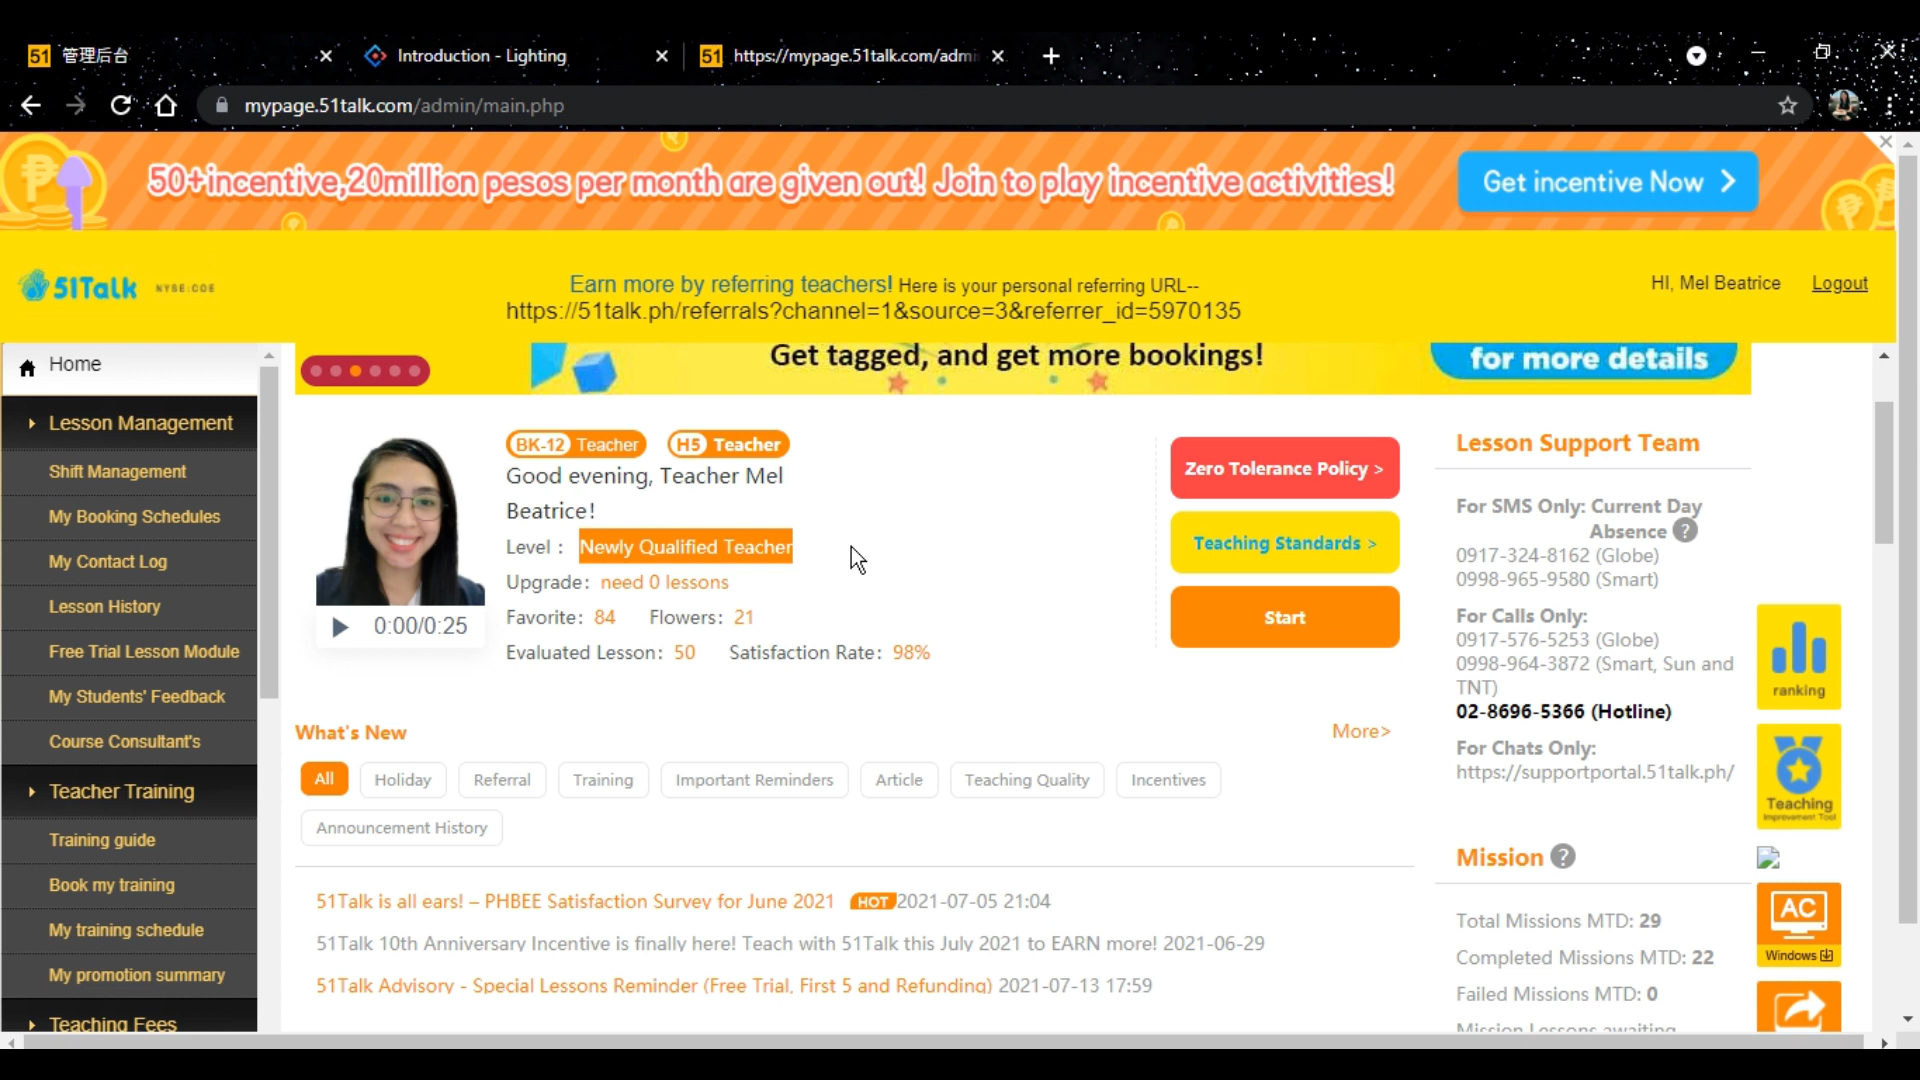 51 管理后台
Introduction - Lighting
51 https://mypage.51talk.com/adm
mypage.51talk.com/admin/main.php
50+incentive,20million pesos per month are given out! Join to play incentive activities!
Get incentive Now
51Talk NYSE:COE
Earn more by referring teachers! Here is your personal referring URL--
https://51talk.ph/referrals?channel=1&source=3&referrer_id=5970135
HI, Mel Beatrice Logout
Home
Lesson Management
Shift Management
My Booking Schedules
My Contact Log
Lesson History
Free Trial Lesson Module
My Students' Feedback
Course Consultant's
Teacher Training
Training guide
Book my training
My training schedule
My promotion summary
Teaching Fees
Get tagged, and get more bookings!
for more details
BK-12 Teacher H5 Teacher
Good evening, Teacher Mel
Beatrice!
Level : Newly Qualified Teacher
Upgrade: need 0 lessons
Favorite: 84 Flowers: 21
Evaluated Lesson: 50 Satisfaction Rate: 98%
0:00/0:25
Zero Tolerance Policy >
Teaching Standards >
Start
What's New
More>
All Holiday Referral Training Important Reminders Article Teaching Quality Incentives
Announcement History
51Talk is all ears! – PHBEE Satisfaction Survey for June 2021 HOT 2021-07-05 21:04
51Talk 10th Anniversary Incentive is finally here! Teach with 51Talk this July 2021 to EARN more! 2021-06-29
51Talk Advisory - Special Lessons Reminder (Free Trial, First 5 and Refunding) 2021-07-13 17:59
Lesson Support Team
For SMS Only: Current Day
Absence ?
0917-324-8162 (Globe)
0998-965-9580 (Smart)
For Calls Only:
0917-576-5253 (Globe)
0998-964-3872 (Smart, Sun and
TNT)
02-8696-5366 (Hotline)
For Chats Only:
https://supportportal.51talk.ph/
Mission ?
Total Missions MTD: 29
Completed Missions MTD: 22
Failed Missions MTD: 0
Mission Lessons awaiting
ranking
Teaching
Improvement Tool
AC
Windows